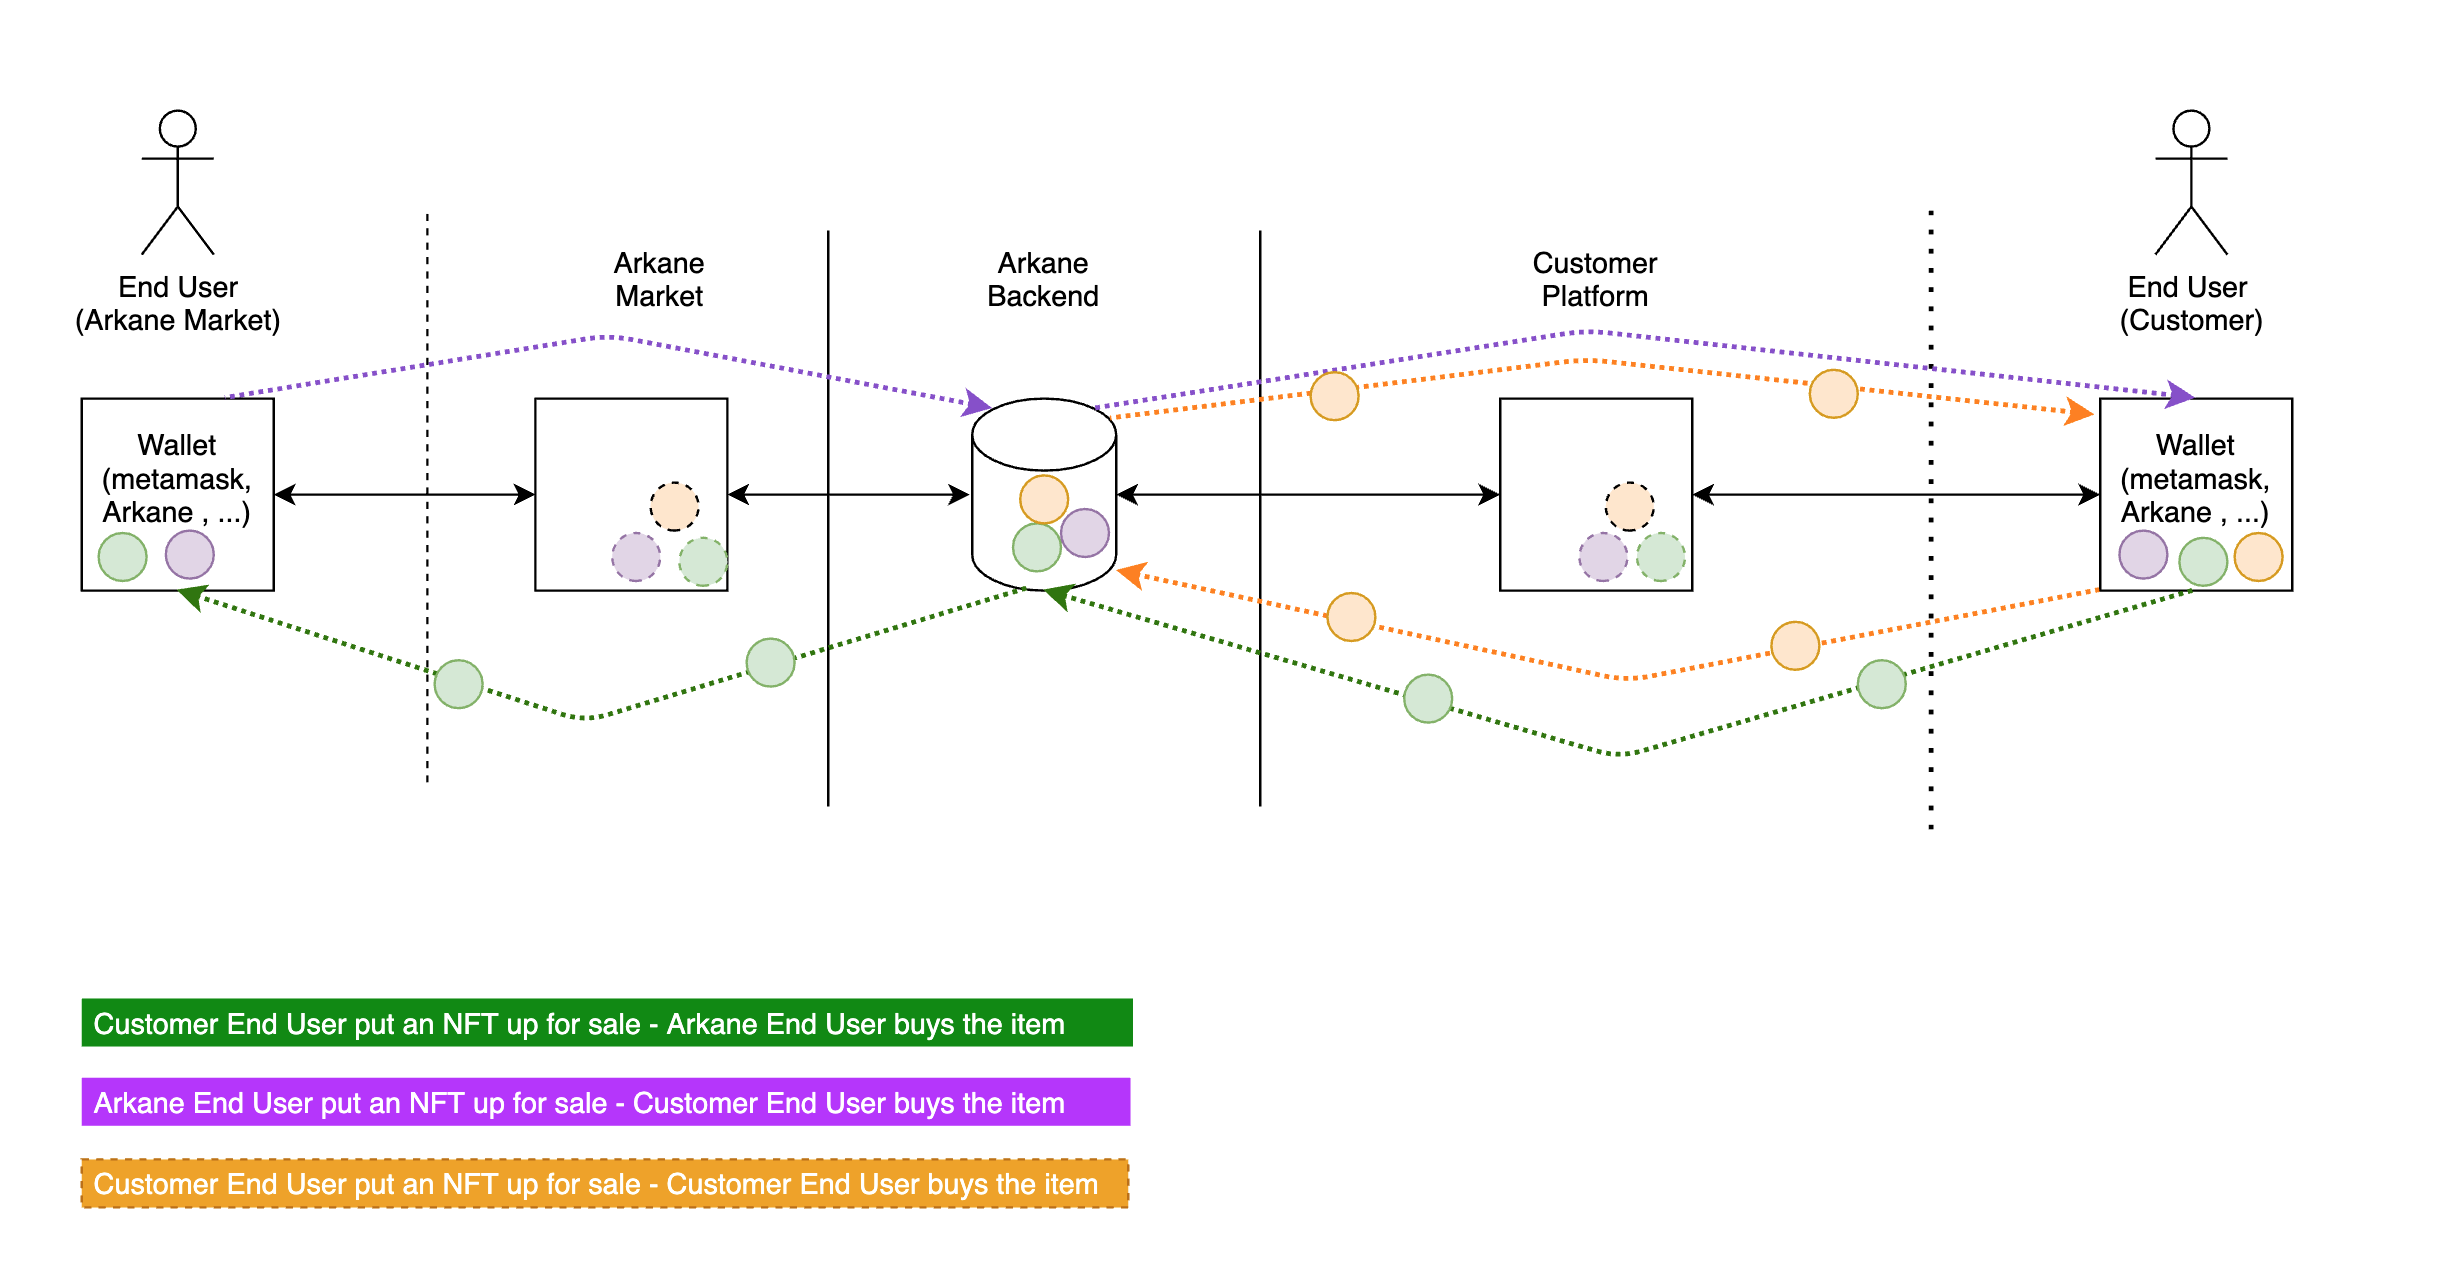 Arkane
Market
Arkane
Backend
Customer
Platform
End User
(Arkane Market)
End User
(Customer)
Wallet
(metamask,
Arkane , ...)
Wallet
(metamask,
Arkane , ...)
Customer End User put an NFT up for sale - Arkane End User buys the item
Arkane End User put an NFT up for sale - Customer End User buys the item
Customer End User put an NFT up for sale - Customer End User buys the item